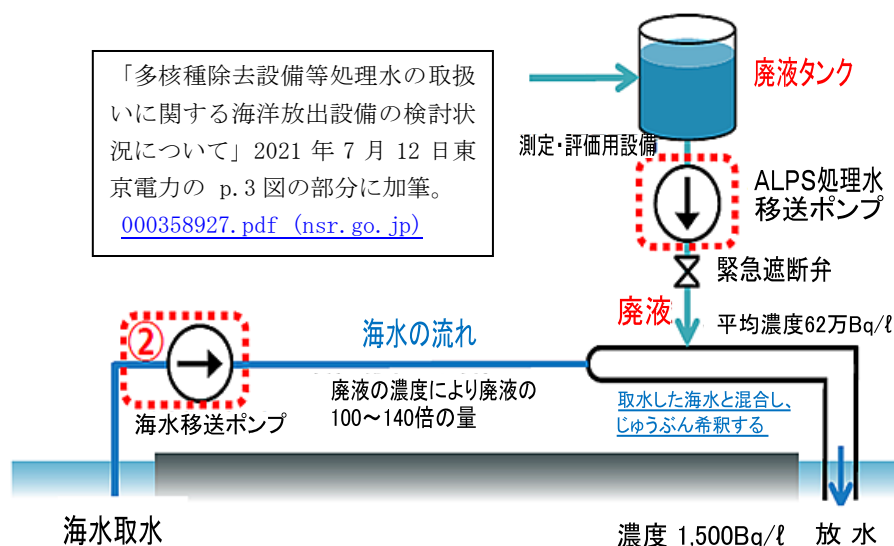 「多核種除去設備等処理水の取扱
いに関する海洋放出設備の検討状
況について」2021 年 7 月 12 日東
京電力の p.3 図の部分に加筆。
000358927.pdf (nsr.go.jp)
廃液タンク
測定・評価用設備
ALPS処理水
移送ポンプ
緊急遮断弁
廃液
平均濃度62万Bq/ℓ
②
海水の流れ
廃液の濃度により廃液の
100～140倍の量
海水移送ポンプ
取水した海水と混合し、
じゅうぶん希釈する
海水取水
濃度 1,500Bq/ℓ
放 水